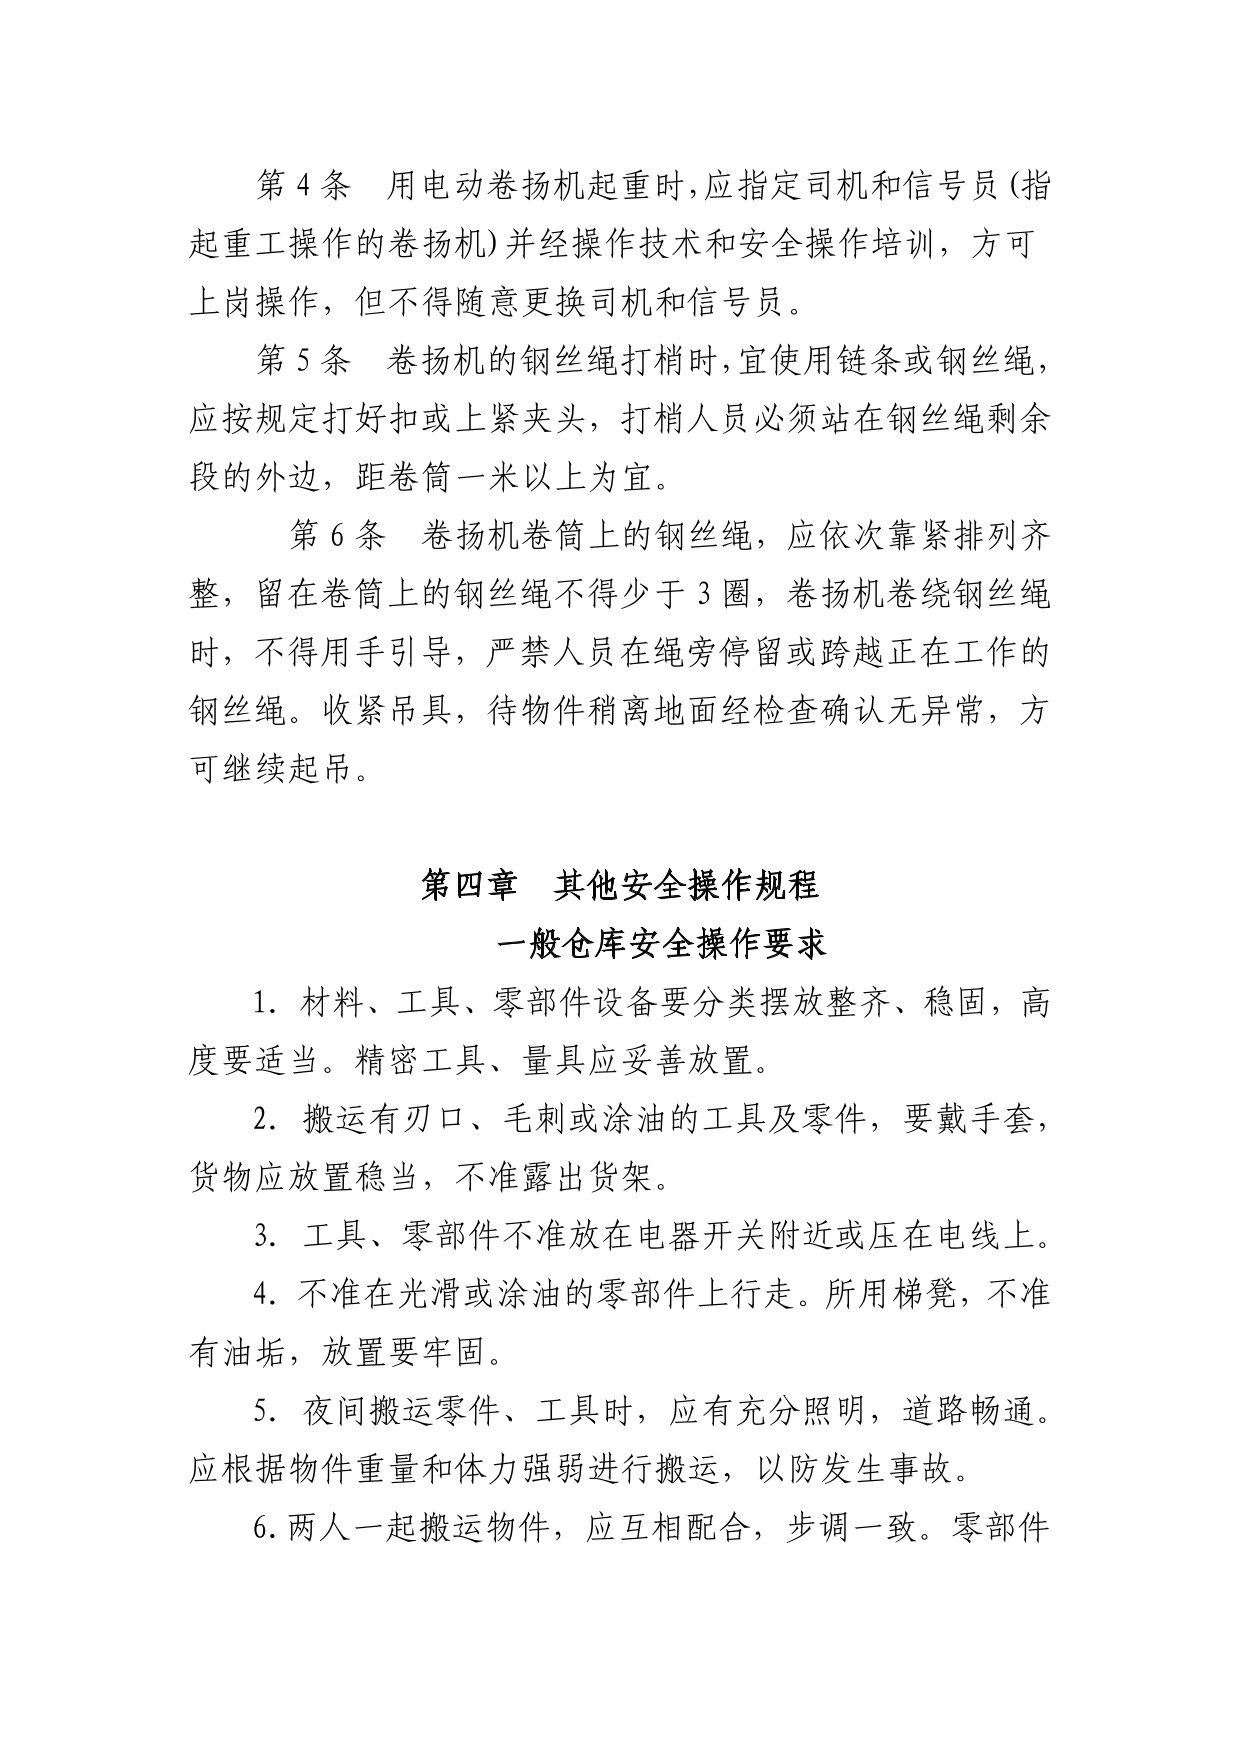 第 4 条　用电动卷扬机起重时,应指定司机和信号员(指
起重工操作的卷扬机)并经操作技术和安全操作培训，方可
上岗操作，但不得随意更换司机和信号员。
第 5 条　卷扬机的钢丝绳打梢时,宜使用链条或钢丝绳，
应按规定打好扣或上紧夹头，打梢人员必须站在钢丝绳剩余
段的外边，距卷筒一米以上为宜。
第 6 条　卷扬机卷筒上的钢丝绳，应依次靠紧排列齐
整，留在卷筒上的钢丝绳不得少于 3 圈，卷扬机卷绕钢丝绳
时，不得用手引导，严禁人员在绳旁停留或跨越正在工作的
钢丝绳。收紧吊具，待物件稍离地面经检查确认无异常，方
可继续起吊。
第四章　其他安全操作规程
一般仓库安全操作要求
1．材料、工具、零部件设备要分类摆放整齐、稳固，高
度要适当。精密工具、量具应妥善放置。
2．搬运有刃口、毛刺或涂油的工具及零件，要戴手套，
货物应放置稳当，不准露出货架。
3．工具、零部件不准放在电器开关附近或压在电线上。
4．不准在光滑或涂油的零部件上行走。所用梯凳，不准
有油垢，放置要牢固。
5．夜间搬运零件、工具时，应有充分照明，道路畅通。
应根据物件重量和体力强弱进行搬运，以防发生事故。
6.两人一起搬运物件，应互相配合，步调一致。零部件